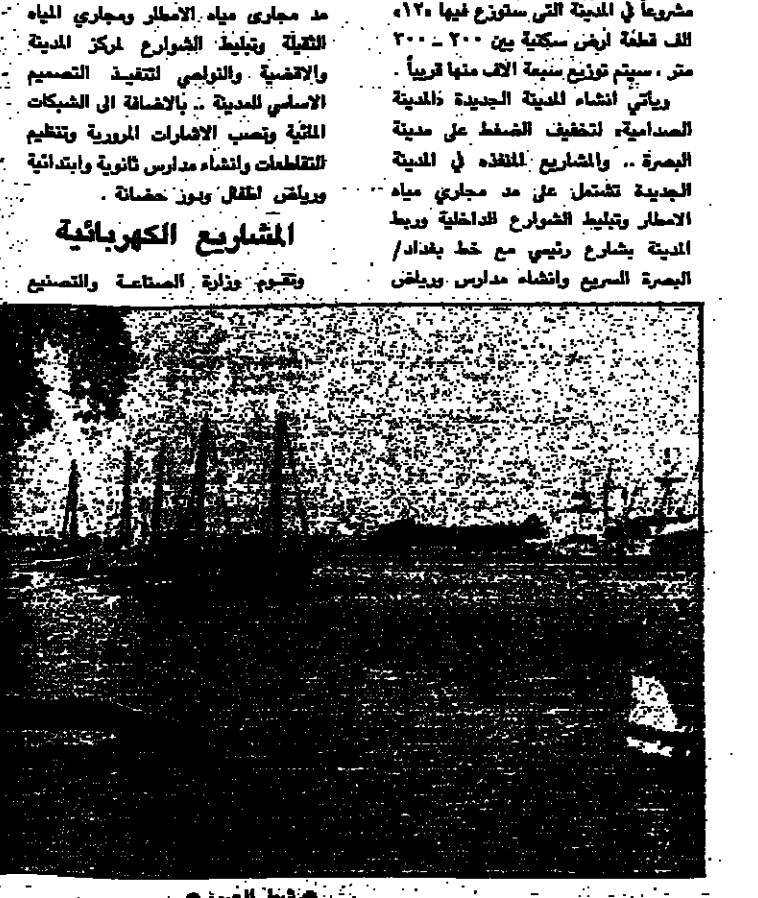 مشروعاً في المدينة التي ستوزع فيها «١٢»
الف قطعة ارض سكنية بين ٢٠٠ ـ ٣٠٠
متر ، سيتم توزيع سبعة الاف منها قريباً .
ويأتي انشاء المدينة الجديدة «المدينة
الصدامية» لتخفيف الضغط على مدينة
البصرة .. والمشاريع المنفذه في المدينة
الجديدة تشتمل على مد مجاري مياه
الامطار وتبليط الشوارع الداخلية وربط
المدينة بشارع رئيسي مع خط بغداد/
البصرة السريع وانشاء مدارس ورياض
مد مجارى مياه الامطار ومجاري المياه
الثقيلة وتبليط الشوارع لمركز المدينة
والاقضية والنواحي لتنفيذ التصميم
الاساسي للمدينة .. بالاضافة الى الشبكات
المائية ونصب الاشارات المرورية وتنظيم
التقاطعات وانشاء مدارس ثانوية وابتدائية
ورياض اطفال ودور حضانة .
المشاريع الكهربائية
وتقوم وزارة الصناعة والتصنيع
شط العرب